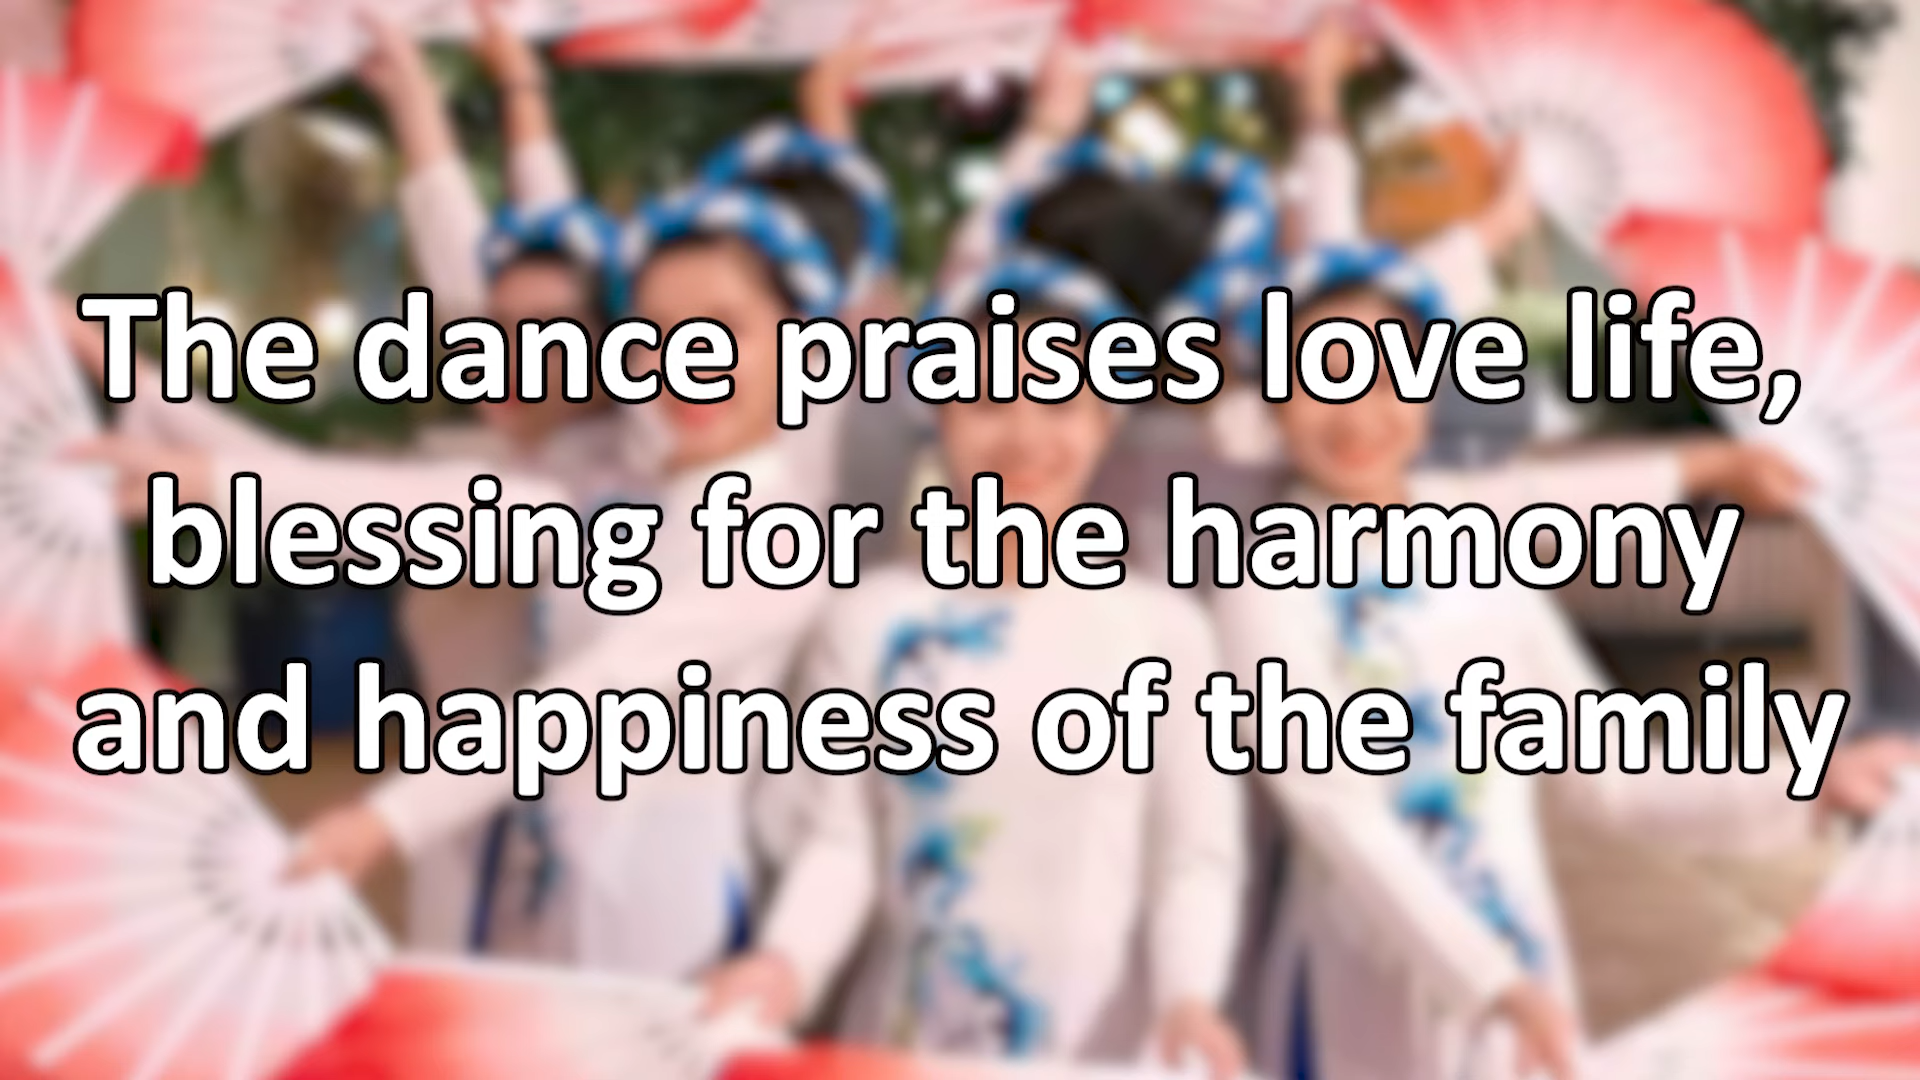 The dance praises love life,
blessing for the harmony
and happiness of the family